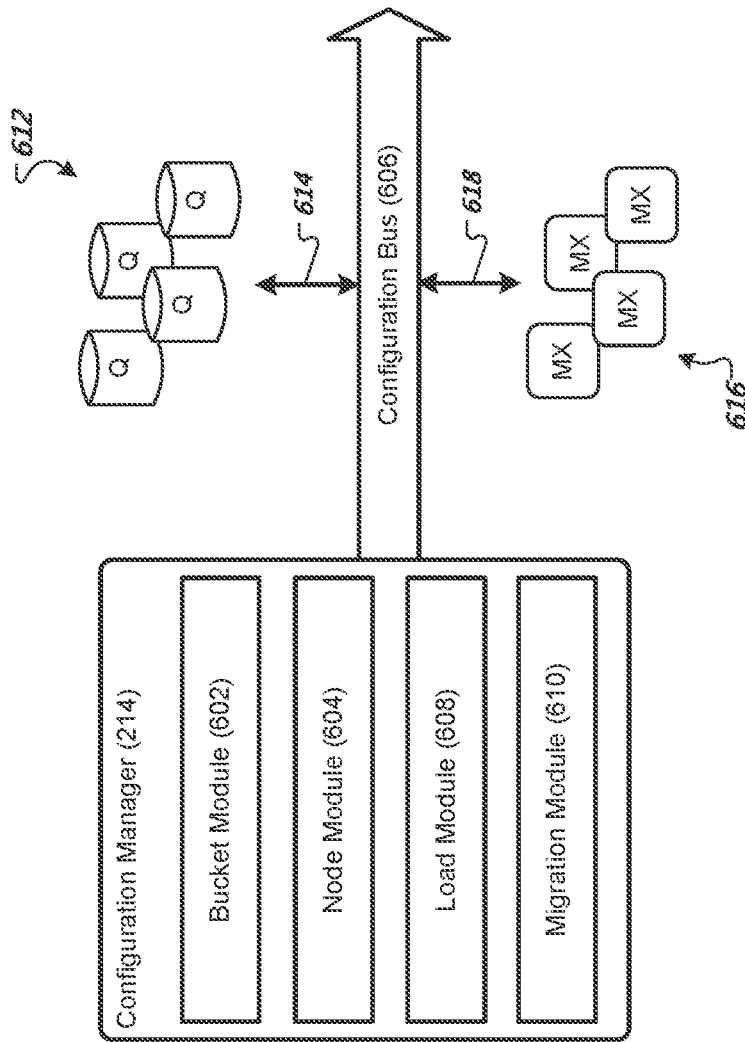 Configuration Manager (214)
Bucket Module (602)
Node Module (604)
Load Module (608)
Migration Module (610)
Configuration Bus (606)
612
Q
Q
Q
Q
614
618
MX
MX
MX
MX
616